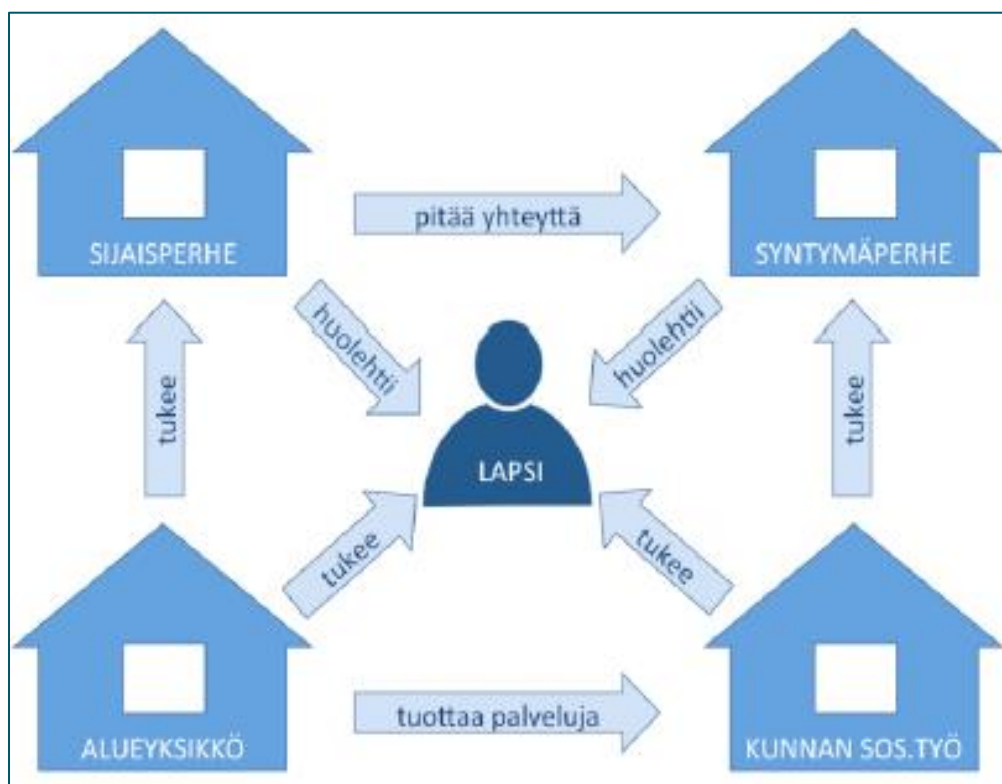 pitää yhteyttä
SIJAISPERHE
SYNTYMÄPERHE
huolehtii
huolehtii
tukee
tukee
LAPSI
tukee
tukee
tuottaa palveluja
ALUEYKSIKKÖ
KUNNAN SOS.TYÖ